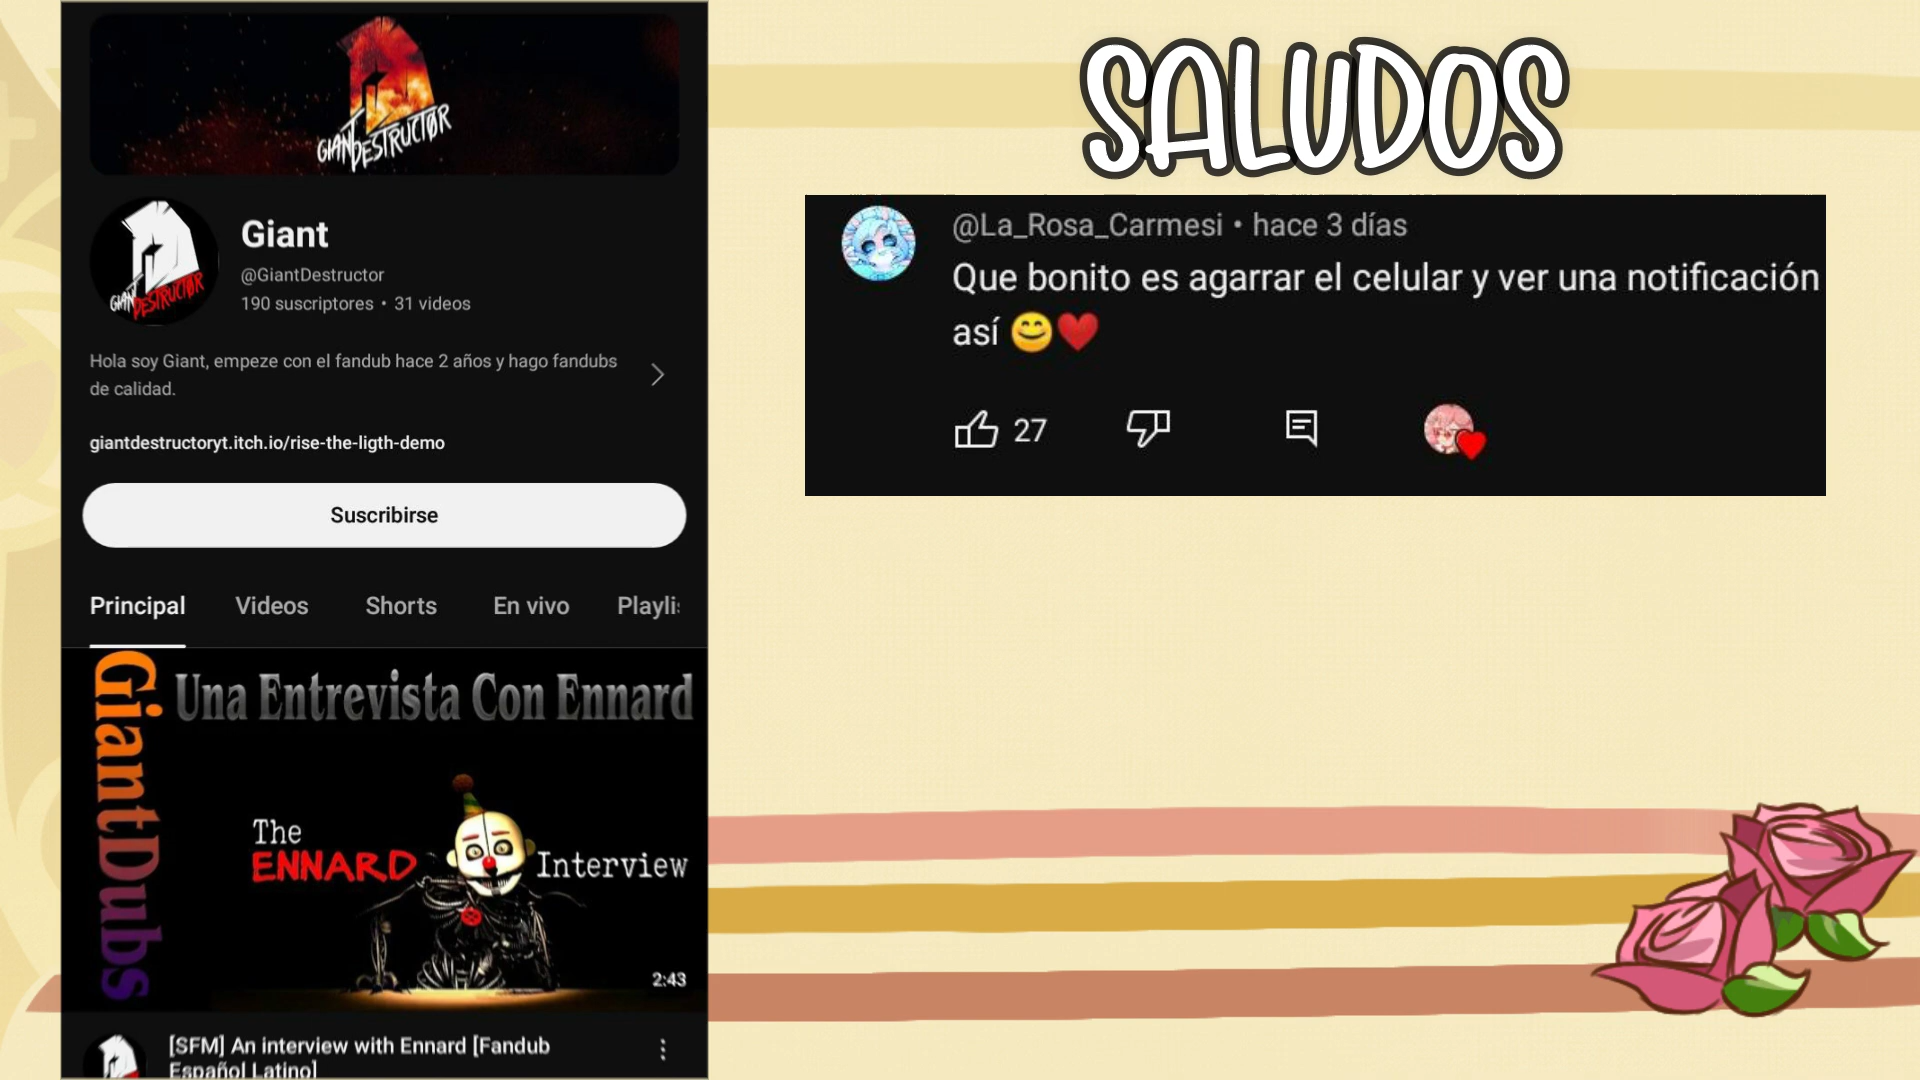 GIANTDESTRUCTØR
Giant
GIANTDESTRUCTØR
@GiantDestructor
190 suscriptores • 31 videos
Hola soy Giant, empeze con el fandub hace 2 años y hago fandubs
de calidad.
giantdestructoryt.itch.io/rise-the-ligth-demo
Suscribirse
Principal Videos Shorts En vivo Playlis
GiantDubs
Una Entrevista Con Ennard
The
ENNARD Interview
2:43
[SFM] An interview with Ennard [Fandub
Español Latino]
SALUDOS
@La_Rosa_Carmesi • hace 3 días
Que bonito es agarrar el celular y ver una notificación
así 😊❤️
27